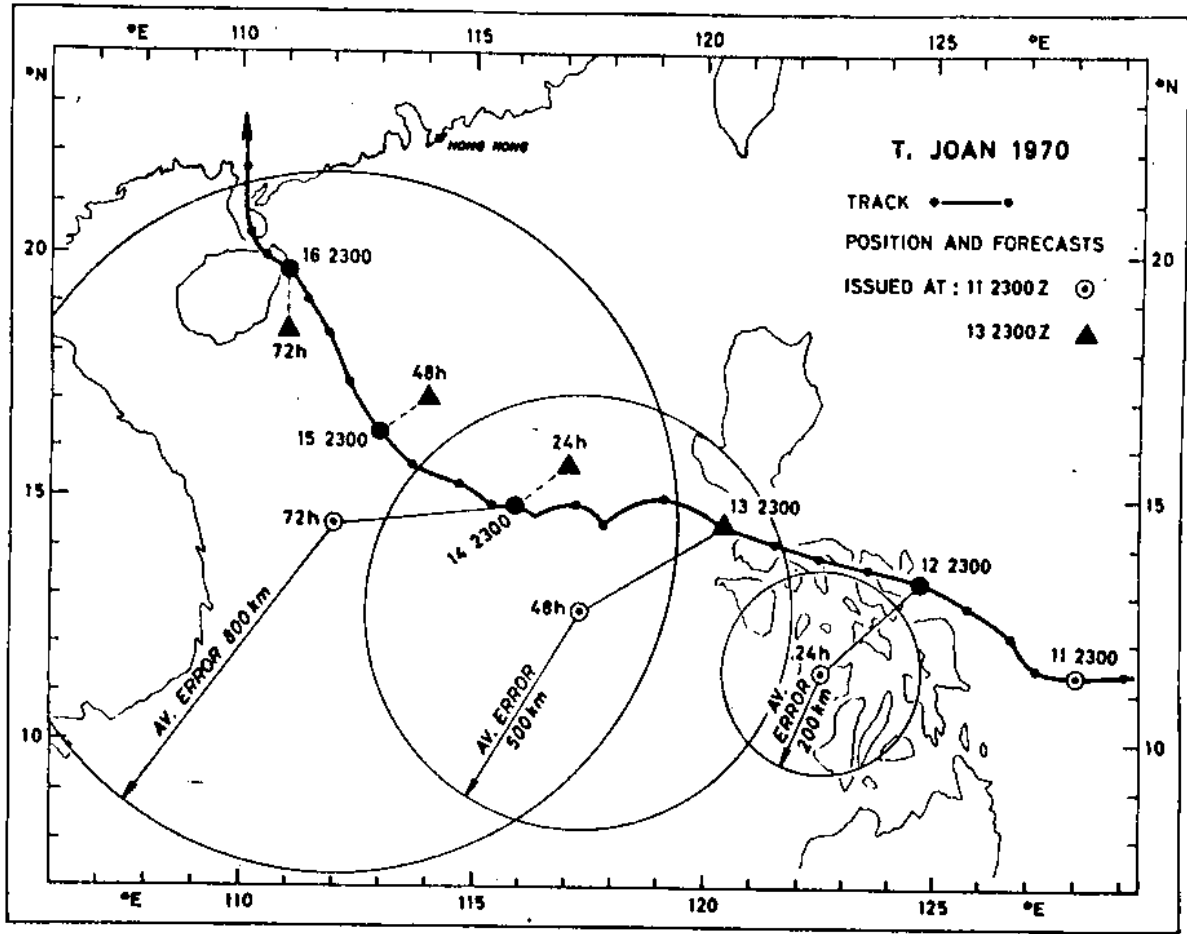 °E 110 115 120 125 °E
°N
°N
HONG KONG
T. JOAN 1970
TRACK
POSITION AND FORECASTS
ISSUED AT : 11 2300 Z
13 2300Z
20
20
16 2300
72h
48h
15 2300
24h
15
15
72h
14 2300
13 2300
12 2300
48h
24h
11 2300
AV. ERROR 800 km
AV. ERROR
500 km
AV.
ERROR
200 km
10
10
°E 110 115 120 125 °E